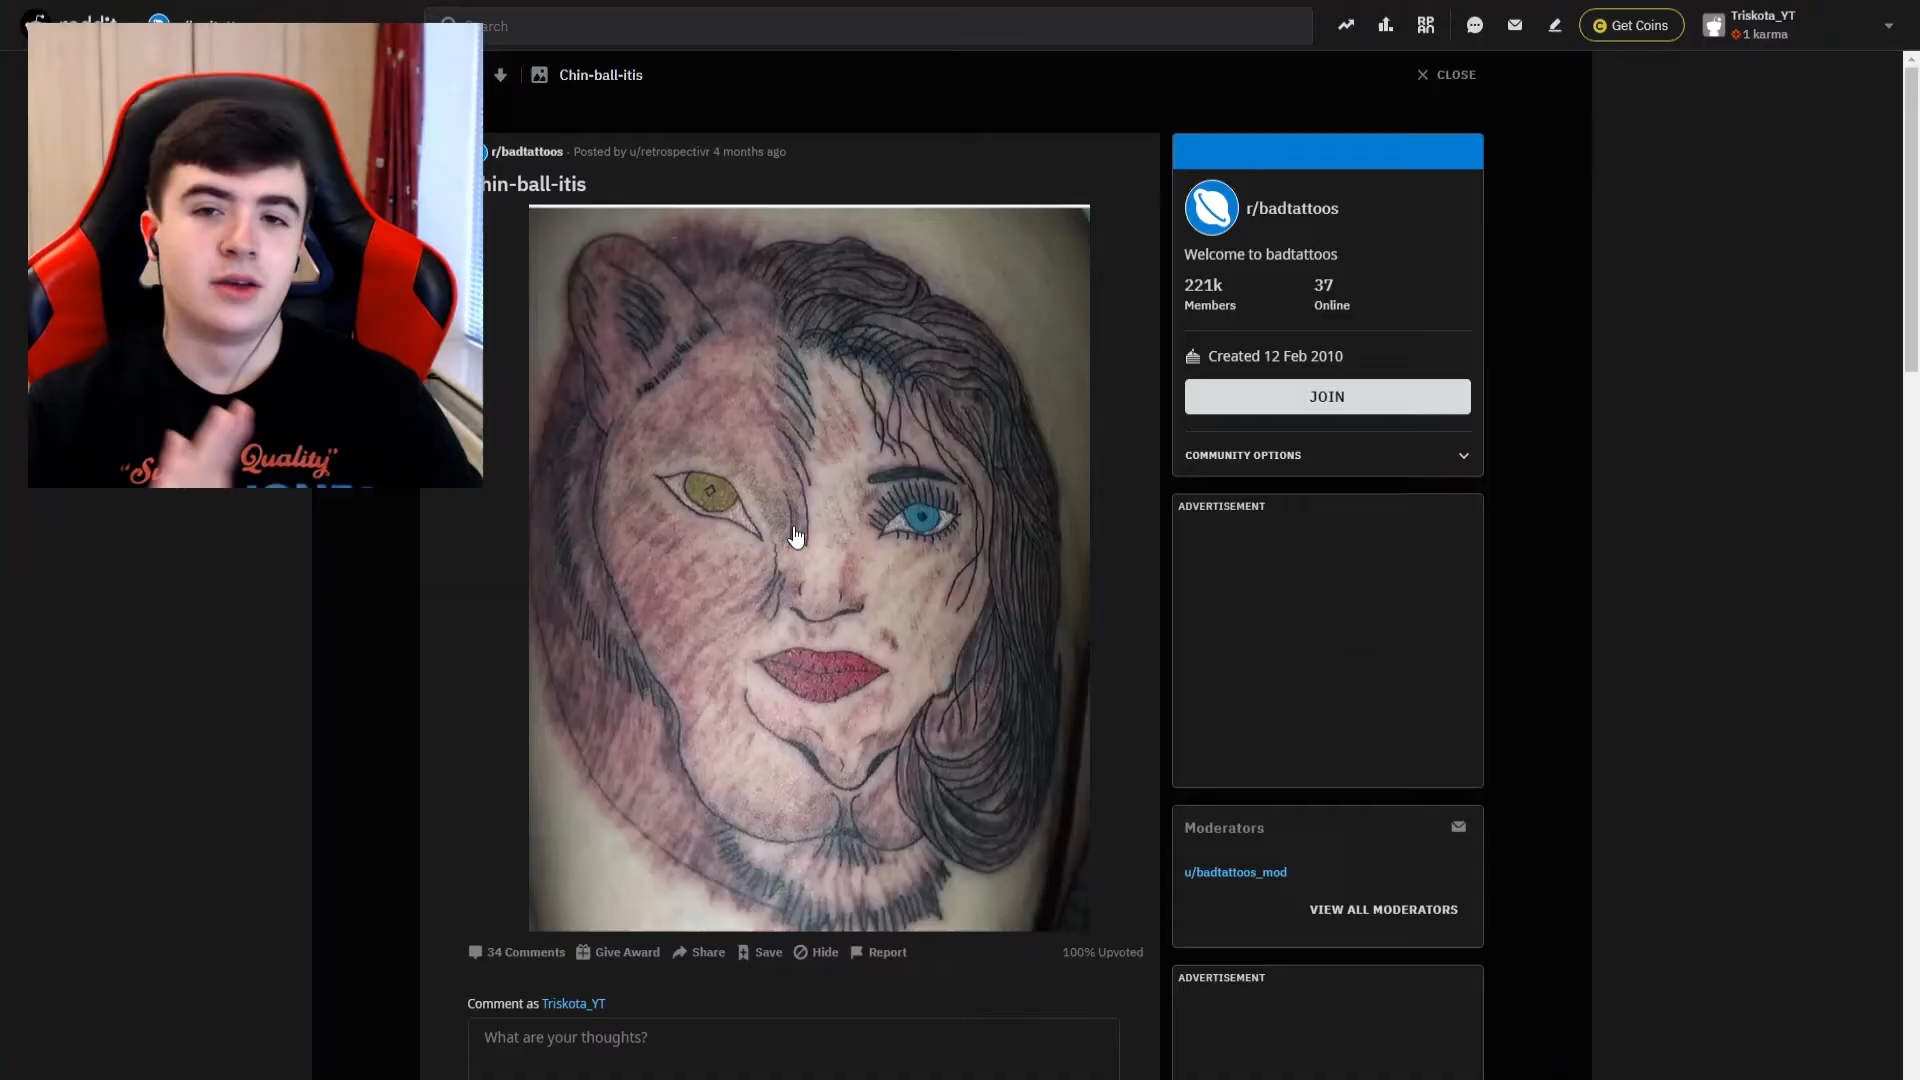 Search
Get Coins
Triskota_YT
1 karma
Chin-ball-itis
CLOSE
r/badtattoos · Posted by u/retrospectivr 4 months ago
hin-ball-itis
r/badtattoos
Welcome to badtattoos
221k
37
Members
Online
Created 12 Feb 2010
JOIN
COMMUNITY OPTIONS
ADVERTISEMENT
Quality"
Moderators
u/badtattoos_mod
VIEW ALL MODERATORS
34 Comments
Give Award
Share
Save
Hide
Report
100% Upvoted
ADVERTISEMENT
Comment as Triskota_YT
What are your thoughts?